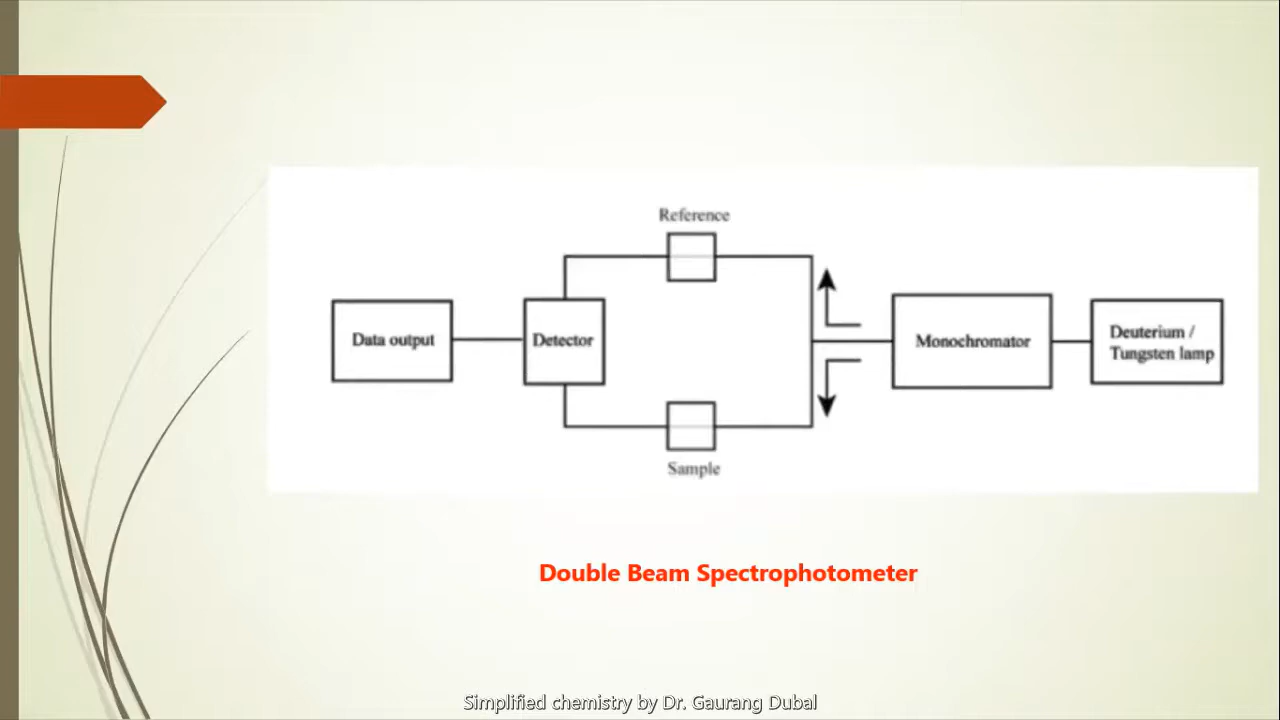 Reference
Data output
Detector
Monochromator
Deuterium /
Tungsten lamp
Sample
Double Beam Spectrophotometer
Simplified chemistry by Dr. Gaurang Dubal